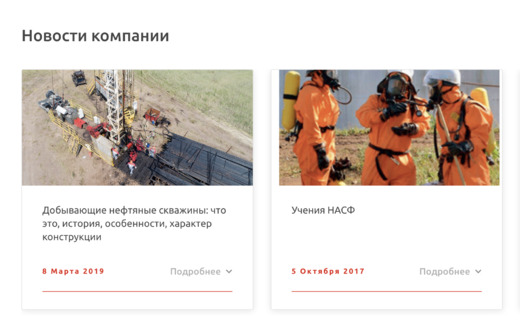 Новости компании
Добывающие нефтяные скважины: что
это, история, особенности, характер
конструкции
8 Марта 2019
Подробнее
Учения НАСФ
5 Октября 2017
Подробнее